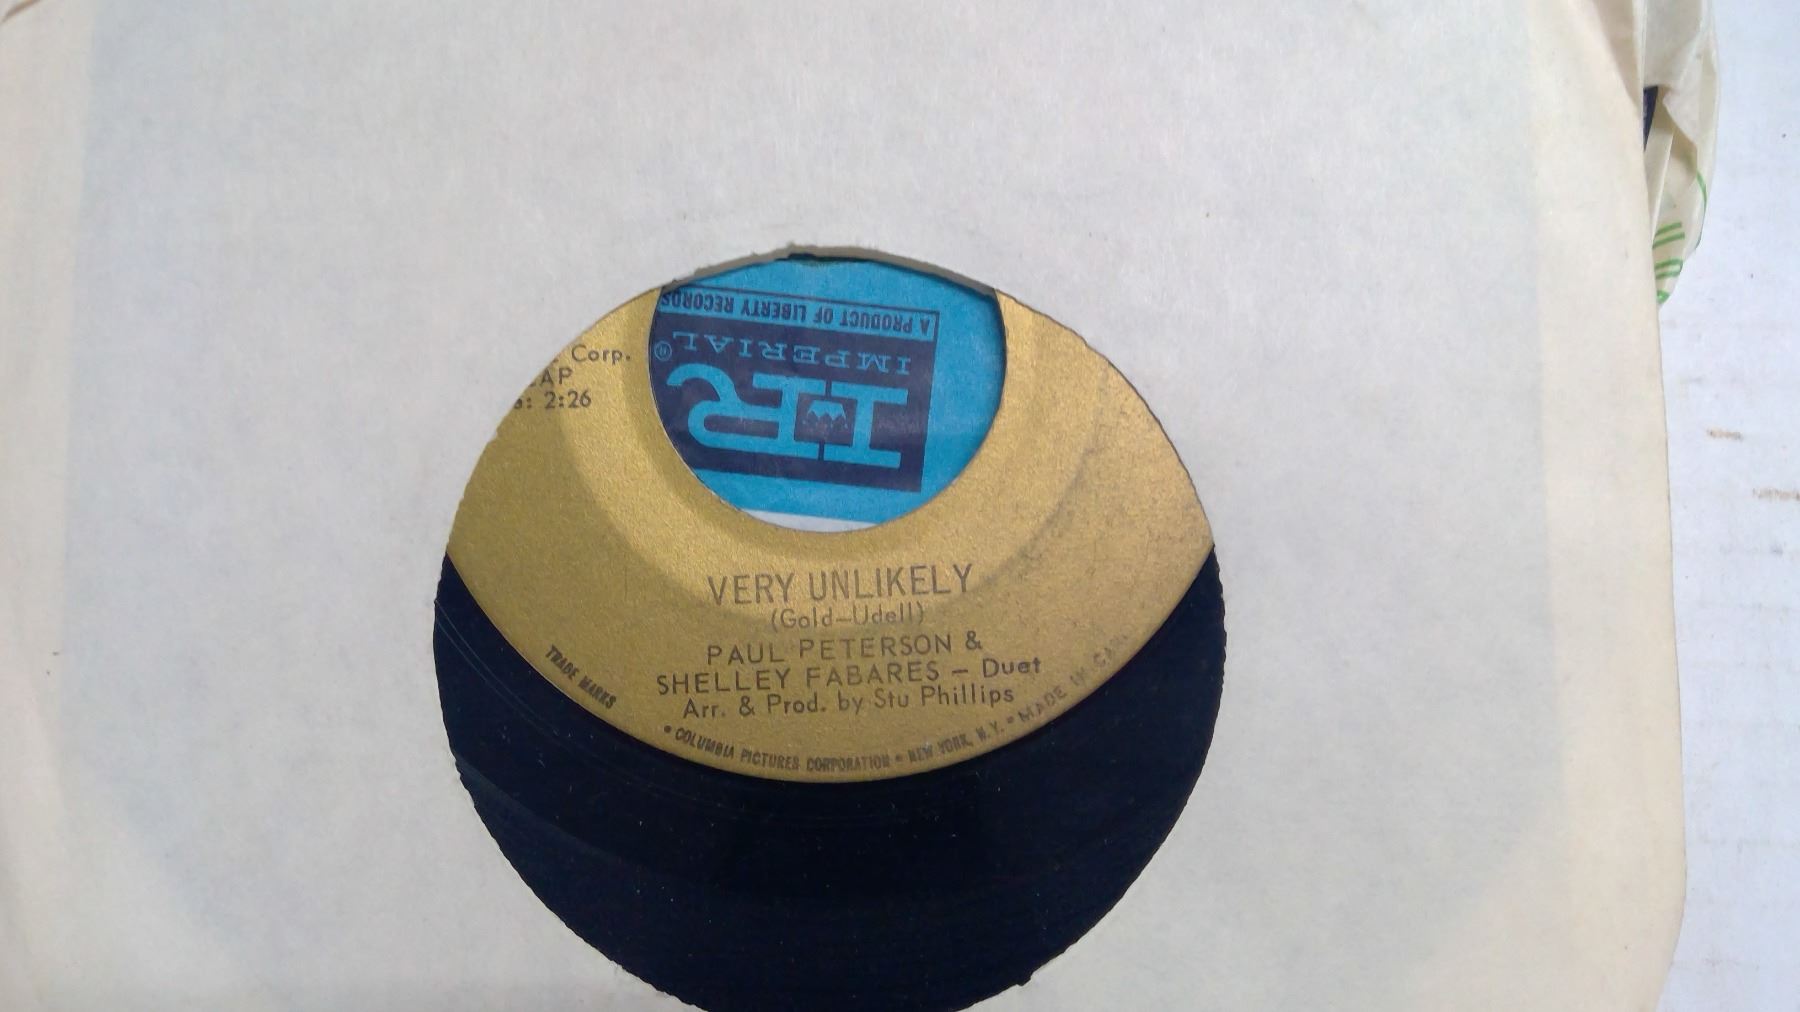 A PRODUCT OF LIBERTY RECORDS
IMPERIAL ®
IR
Corp.
2:26
VERY UNLIKELY
(Gold—Udell)
PAUL PETERSON &
SHELLEY FABARES — Duet
Arr. & Prod. by Stu Phillips
TRADE MARKS
• COLUMBIA PICTURES CORPORATION • NEW YORK, N. Y. • MADE IN